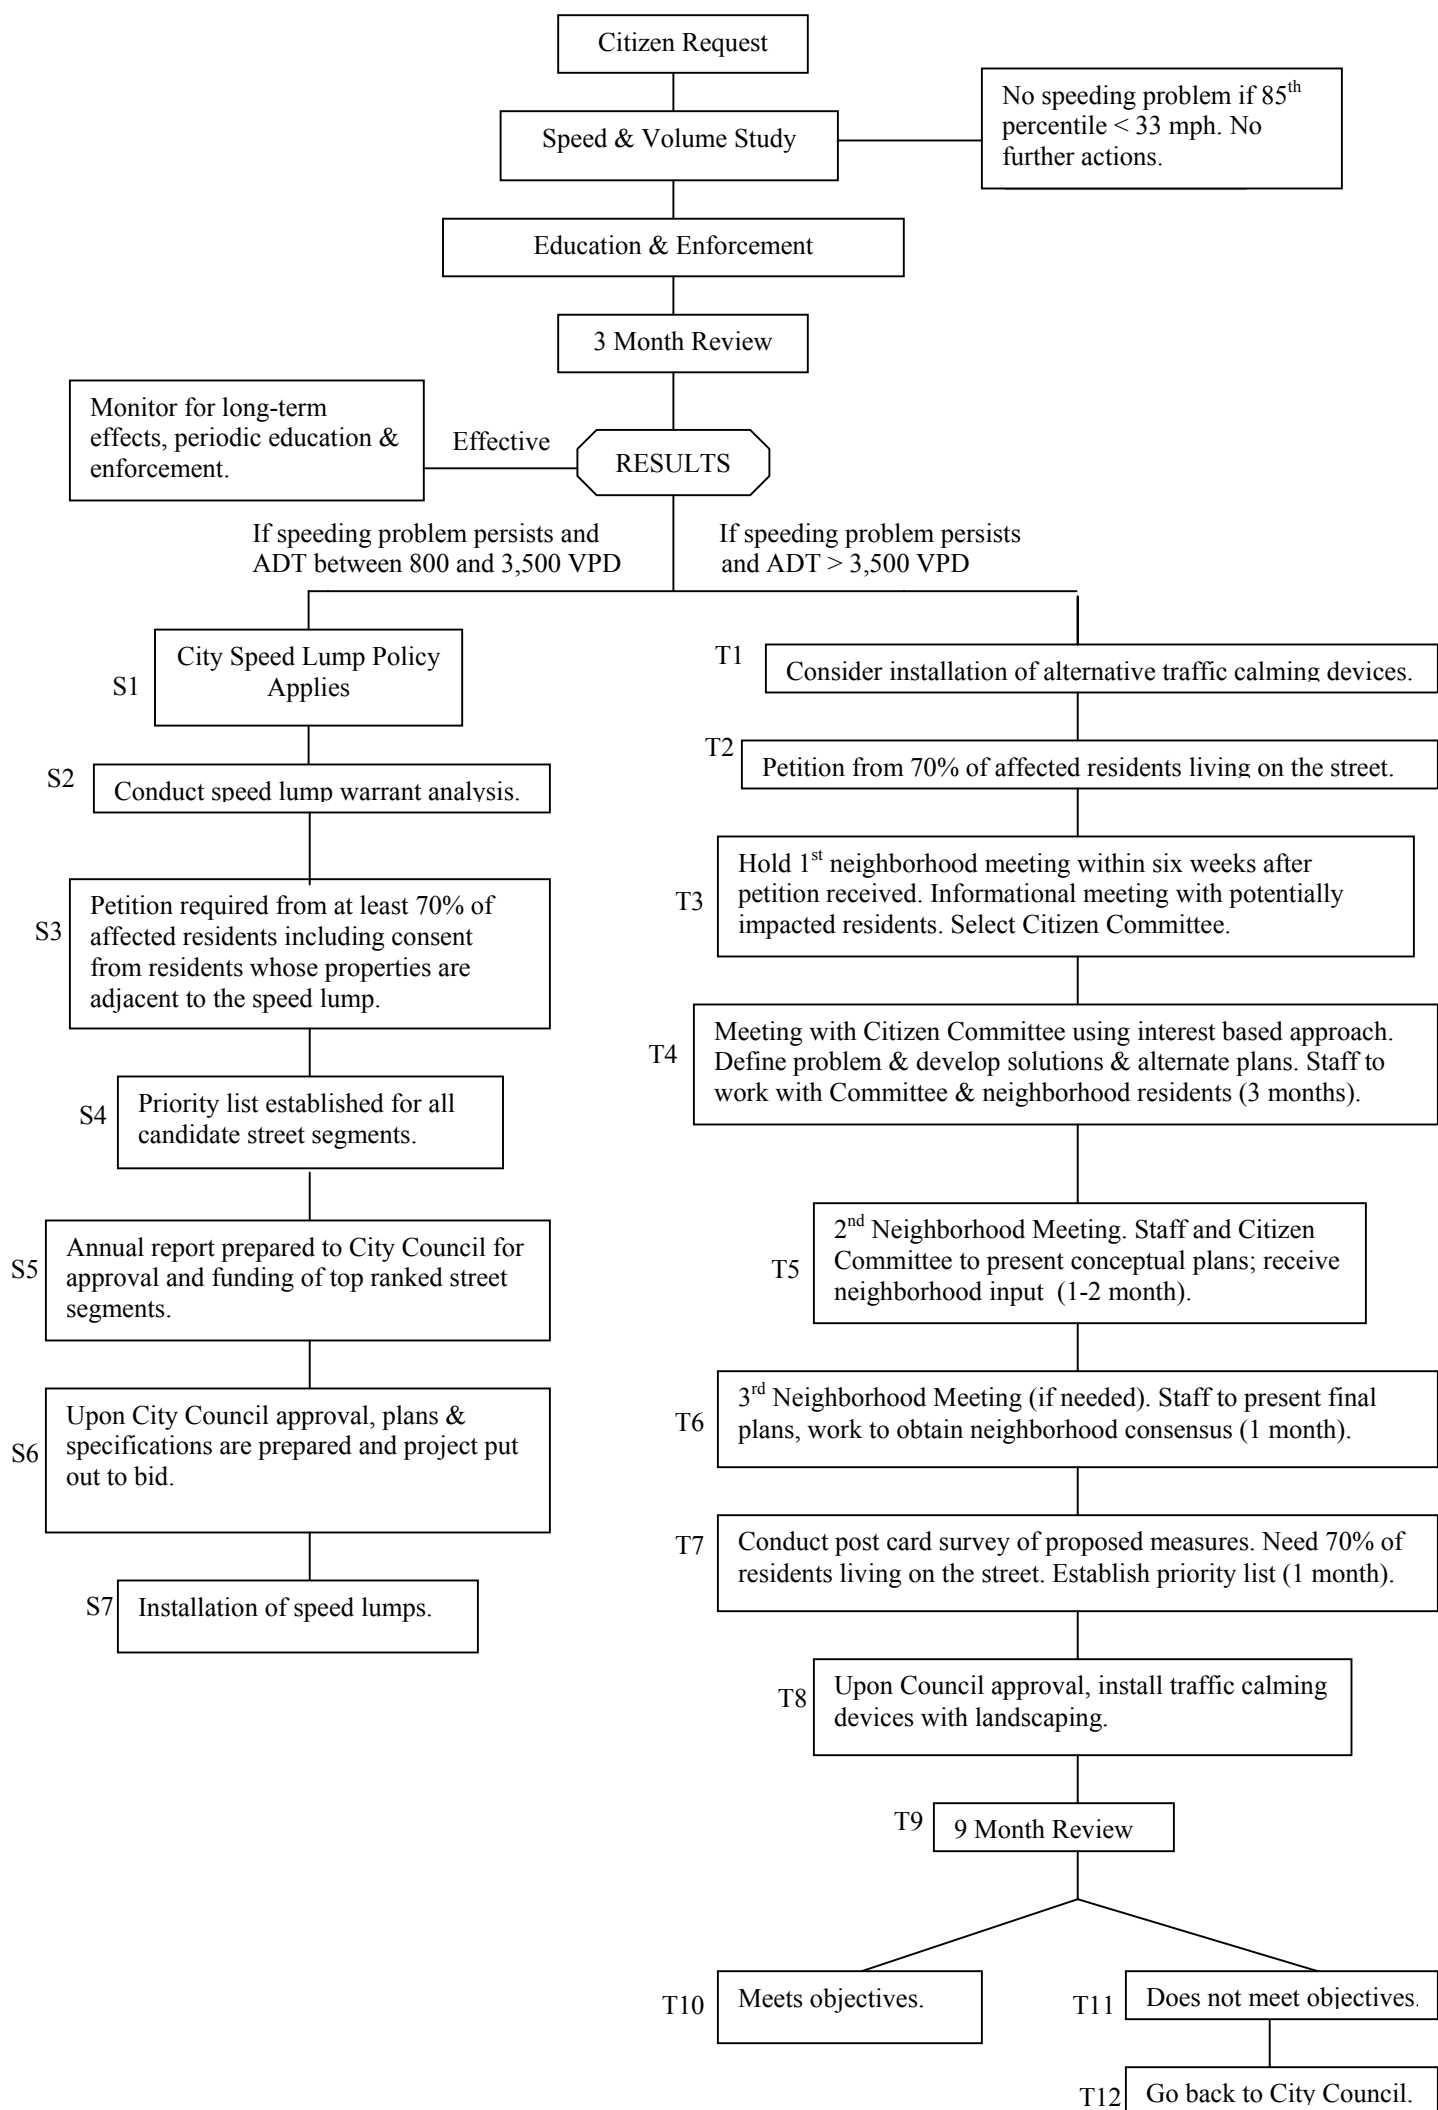 Citizen Request
No speeding problem if 85th
percentile < 33 mph. No
further actions.
Speed & Volume Study
Education & Enforcement
3 Month Review
Monitor for long-term
effects, periodic education &
enforcement.
Effective
RESULTS
If speeding problem persists and
ADT between 800 and 3,500 VPD
If speeding problem persists
and ADT > 3,500 VPD
S1
City Speed Lump Policy
Applies
S2
Conduct speed lump warrant analysis.
S3
Petition required from at least 70% of
affected residents including consent
from residents whose properties are
adjacent to the speed lump.
S4
Priority list established for all
candidate street segments.
S5
Annual report prepared to City Council for
approval and funding of top ranked street
segments.
S6
Upon City Council approval, plans &
specifications are prepared and project put
out to bid.
S7
Installation of speed lumps.
T1
Consider installation of alternative traffic calming devices.
T2
Petition from 70% of affected residents living on the street.
T3
Hold 1st neighborhood meeting within six weeks after
petition received. Informational meeting with potentially
impacted residents. Select Citizen Committee.
T4
Meeting with Citizen Committee using interest based approach.
Define problem & develop solutions & alternate plans. Staff to
work with Committee & neighborhood residents (3 months).
T5
2nd Neighborhood Meeting. Staff and Citizen
Committee to present conceptual plans; receive
neighborhood input (1-2 month).
T6
3rd Neighborhood Meeting (if needed). Staff to present final
plans, work to obtain neighborhood consensus (1 month).
T7
Conduct post card survey of proposed measures. Need 70% of
residents living on the street. Establish priority list (1 month).
T8
Upon Council approval, install traffic calming
devices with landscaping.
T9
9 Month Review
T10
Meets objectives.
T11
Does not meet objectives.
T12
Go back to City Council.